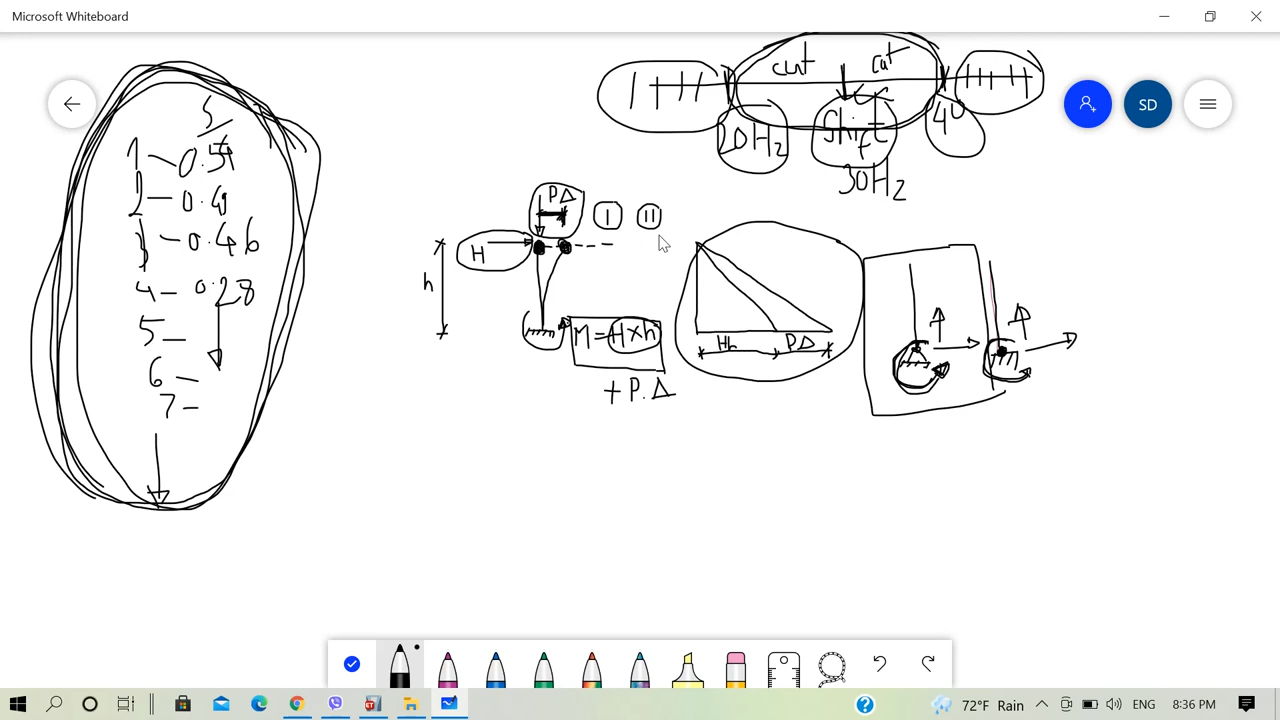 Microsoft Whiteboard
cut
cut
20Hz
Shift
40
30Hz
SD
S
1 - 0.54
2 - 0.49
3 - 0.46
4 - 0.28
5 -
6 -
7 -
PΔ
I
II
H
h
M = H×h
+ P.Δ
Hh
PΔ
72°F Rain
ENG
8:36 PM